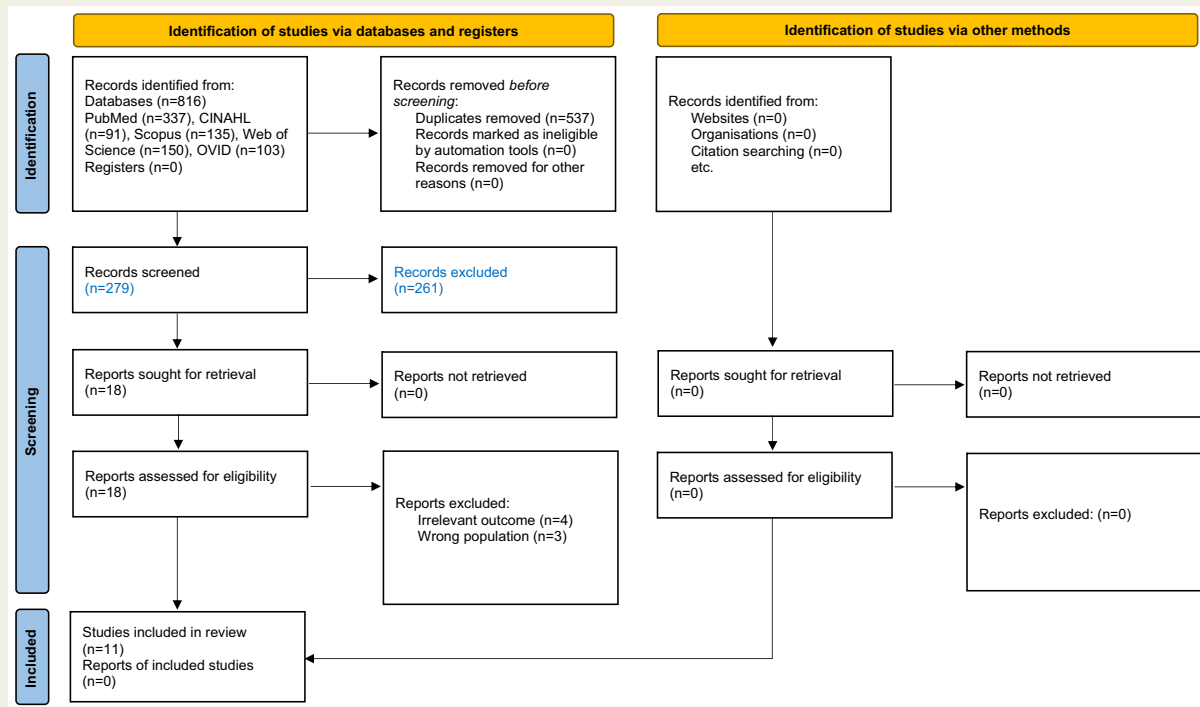 Identification of studies via databases and registers
Identification of studies via other methods
Identification
Records identified from:
Databases (n=816)
PubMed (n=337), CINAHL
(n=91), Scopus (n=135), Web of
Science (n=150), OVID (n=103)
Registers (n=0)
Records removed before
screening:
Duplicates removed (n=537)
Records marked as ineligible
by automation tools (n=0)
Records removed for other
reasons (n=0)
Records identified from:
Websites (n=0)
Organisations (n=0)
Citation searching (n=0)
etc.
Screening
Records screened
(n=279)
Records excluded
(n=261)
Reports sought for retrieval
(n=18)
Reports not retrieved
(n=0)
Reports sought for retrieval
(n=0)
Reports not retrieved
(n=0)
Reports assessed for eligibility
(n=18)
Reports excluded:
Irrelevant outcome (n=4)
Wrong population (n=3)
Reports assessed for eligibility
(n=0)
Reports excluded: (n=0)
Included
Studies included in review
(n=11)
Reports of included studies
(n=0)